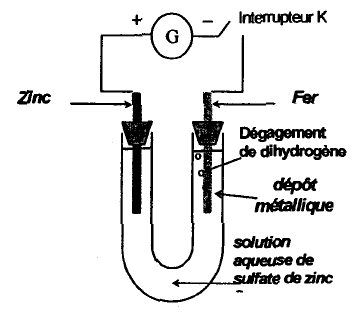 +
G
−
Interrupteur K
Zinc
Fer
Dégagement
de dihydrogène
dépôt
métallique
solution
aqueuse de
sulfate de zinc